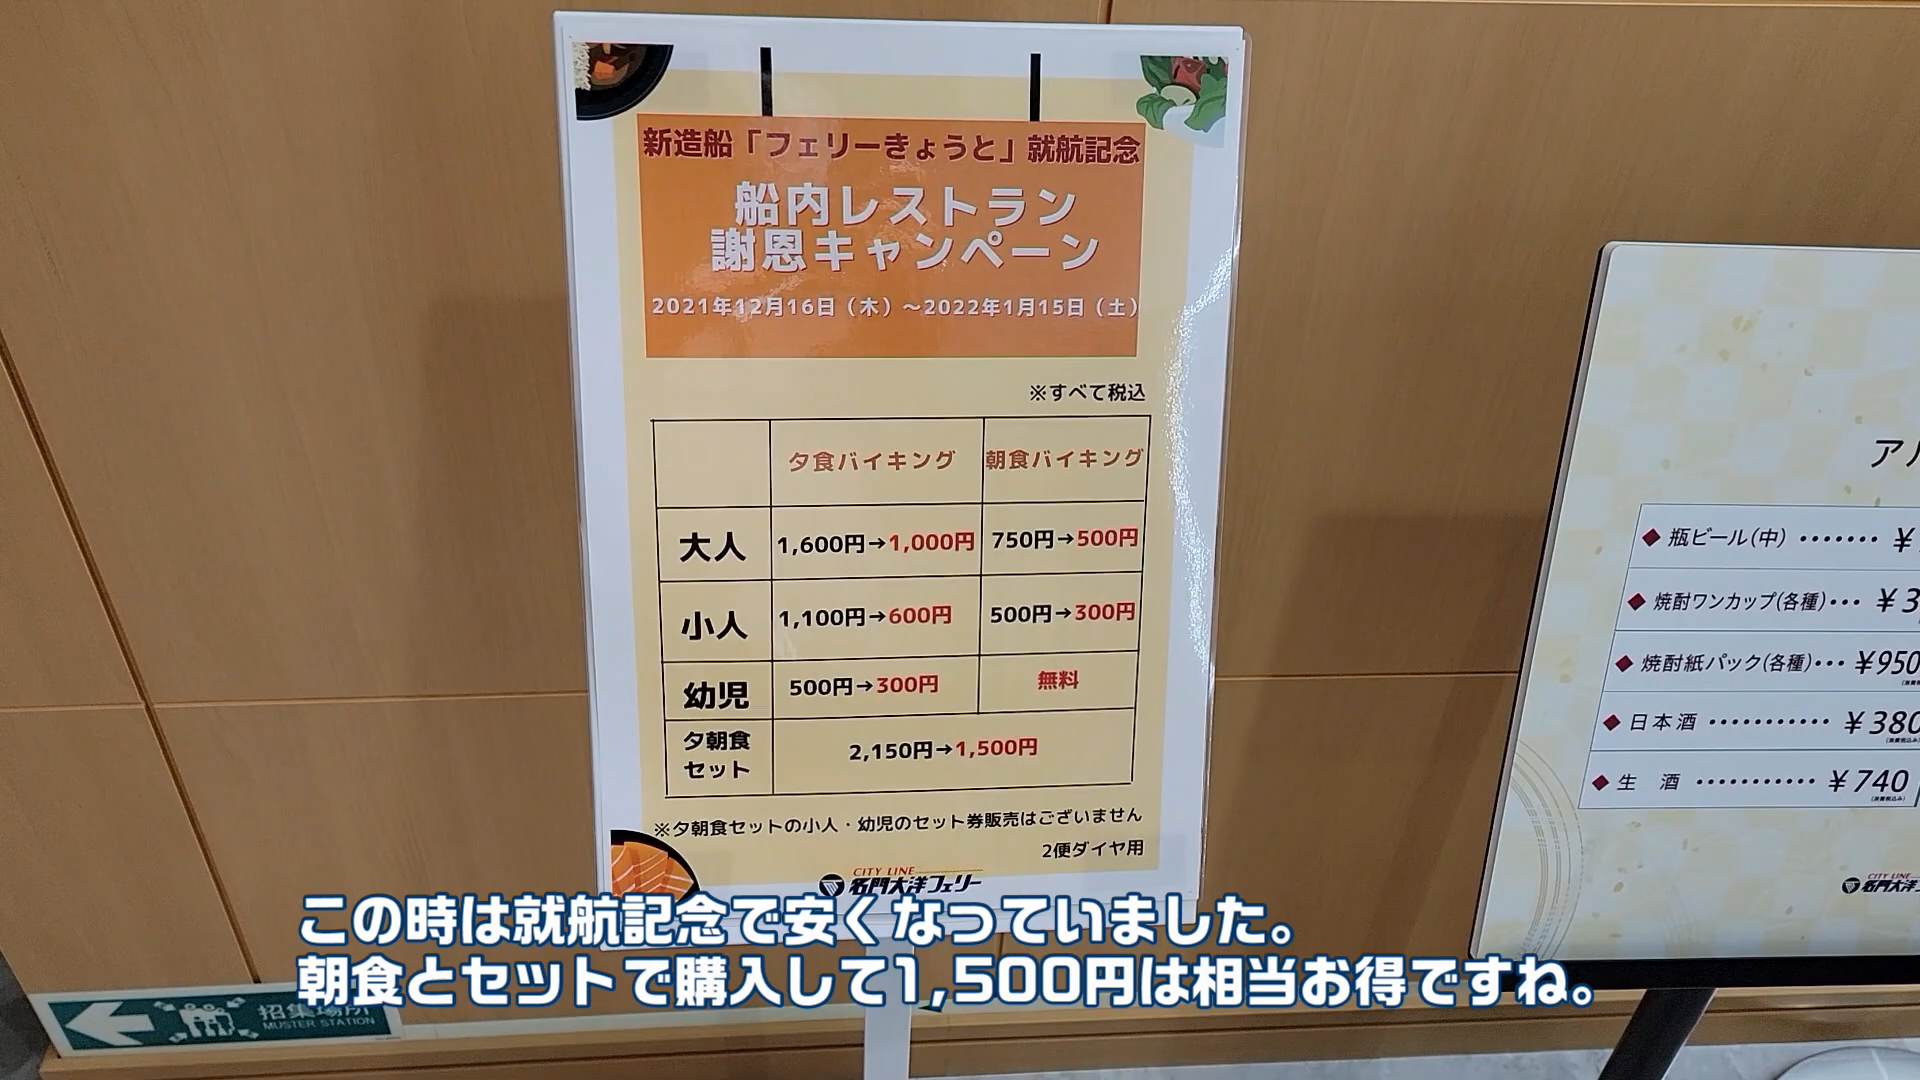 新造船「フェリーきょうと」就航記念
船内レストラン
謝恩キャンペーン
2021年12月16日（木）～2022年1月15日（土）
※すべて税込
夕食バイキング 朝食バイキング
大人 1,600円→1,000円 750円→500円
小人 1,100円→600円 500円→300円
幼児 500円→300円 無料
夕朝食
セット
2,150円→1,500円
※夕朝食セットの小人・幼児のセット券販売はございません
2便ダイヤ用
CITY LINE
名門大洋フェリー
瓶ビール(中) ‥‥‥‥ ¥
焼酎ワンカップ(各種)‥‥ ¥3
焼酎紙パック(各種)‥‥ ¥950
日本酒 ‥‥‥‥‥‥ ¥380
生 酒 ‥‥‥‥‥‥ ¥740
CITY LINE
名門大洋フ
招集場所
MUSTER STATION
この時は就航記念で安くなっていました。
朝食とセットで購入して1,500円は相当お得ですね。